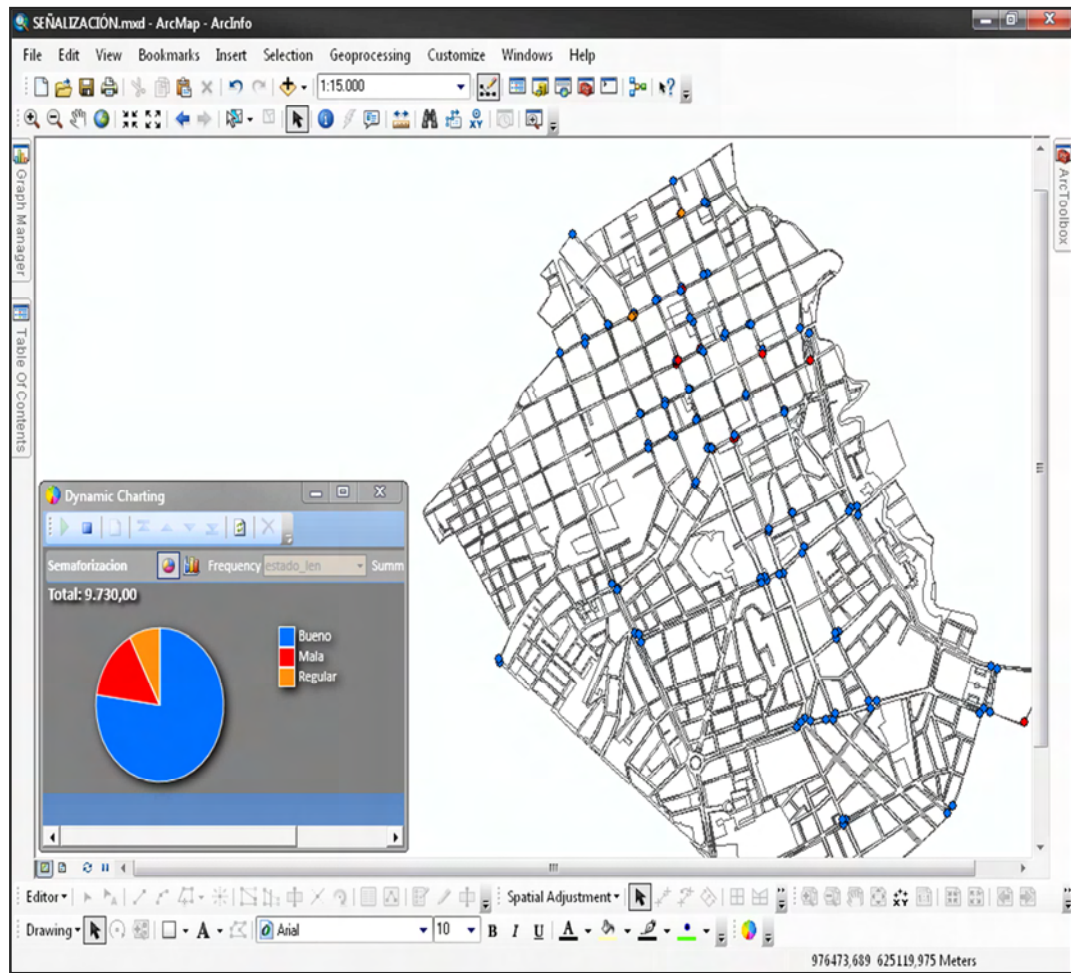 SEÑALIZACIÓN.mxd - ArcMap - ArcInfo
File Edit View Bookmarks Insert Selection Geoprocessing Customize Windows Help
1:15.000
Graph Manager
Table Of Contents
ArcToolbox
Dynamic Charting
Semaforizacion Frequency estado_len Summ
Total: 9.730,00
Bueno
Mala
Regular
Editor Spatial Adjustment
Drawing A Arial 10 B I U A
976473,689 625119,975 Meters